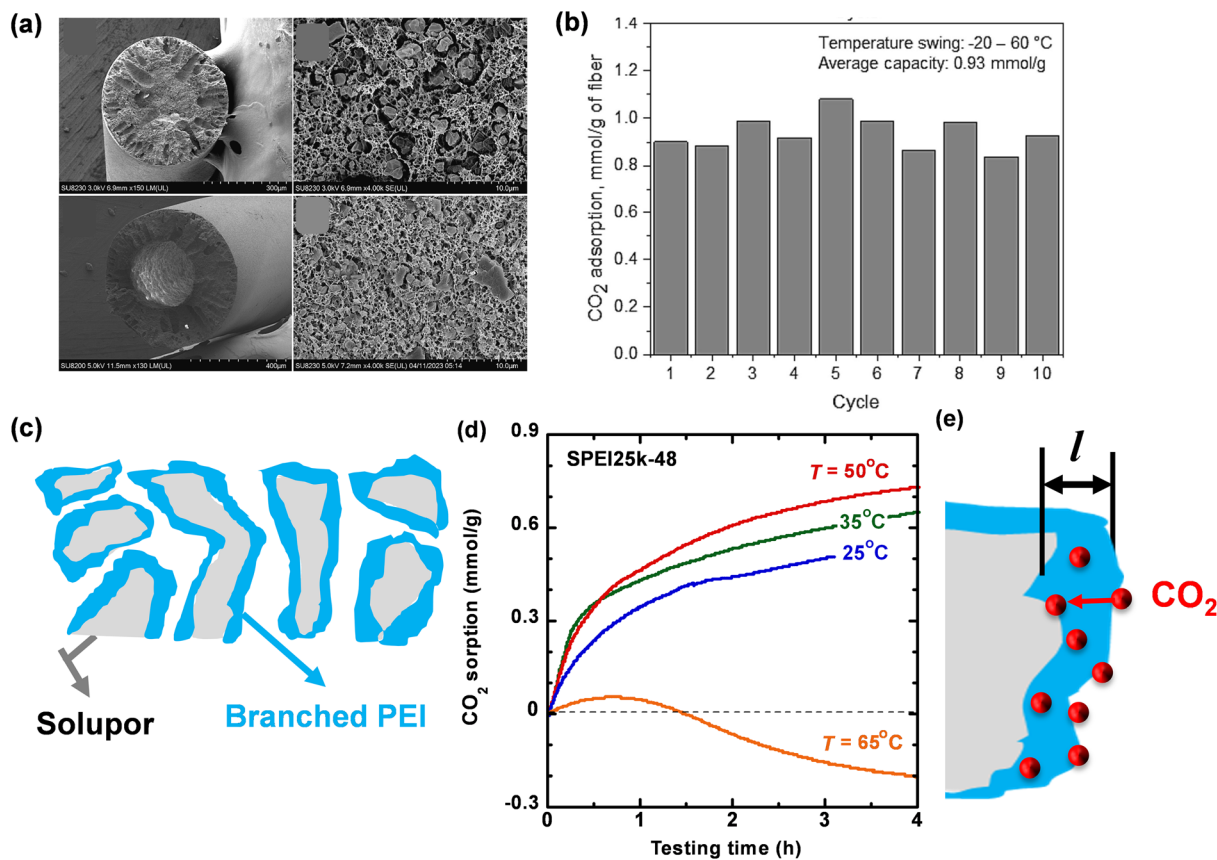 (a)
SU8230 3.0kV 6.9mm x150 LM(UL) 300μm
SU8230 3.0kV 6.9mm x4.00k SE(UL) 10.0μm
SU8200 5.0kV 11.5mm x130 LM(UL) 400μm
SU8230 5.0kV 7.2mm x4.00k SE(UL) 04/11/2023 05:14 10.0μm
(b)
Temperature swing: -20 – 60 °C
Average capacity: 0.93 mmol/g
CO2 adsorption, mmol/g of fiber
1.4
1.2
1.0
0.8
0.6
0.4
0.2
0.0
1 2 3 4 5 6 7 8 9 10
Cycle
(c)
Solupor
Branched PEI
(d)
SPEI25k-48
CO2 sorption (mmol/g)
0.9
0.6
0.3
0
-0.3
T = 50°C
35°C
25°C
T = 65°C
0 1 2 3 4
Testing time (h)
(e)
l
CO2